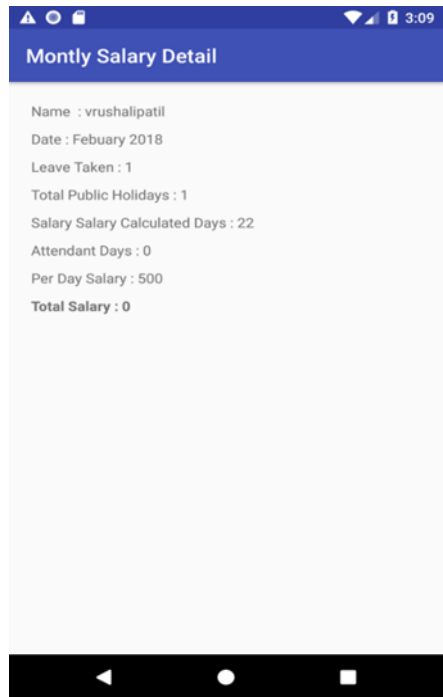 3:09
Montly Salary Detail
Name : vrushalipatil
Date : Febuary 2018
Leave Taken : 1
Total Public Holidays : 1
Salary Salary Calculated Days : 22
Attendant Days : 0
Per Day Salary : 500
Total Salary : 0